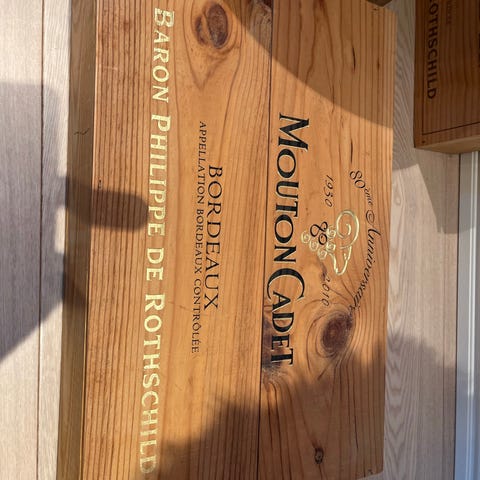 80ème Anniversaire
1930 2010
MOUTON CADET
BORDEAUX
APPELLATION BORDEAUX CONTRÔLÉE
BARON PHILIPPE DE ROTHSCHILD
ROTHSCHILD